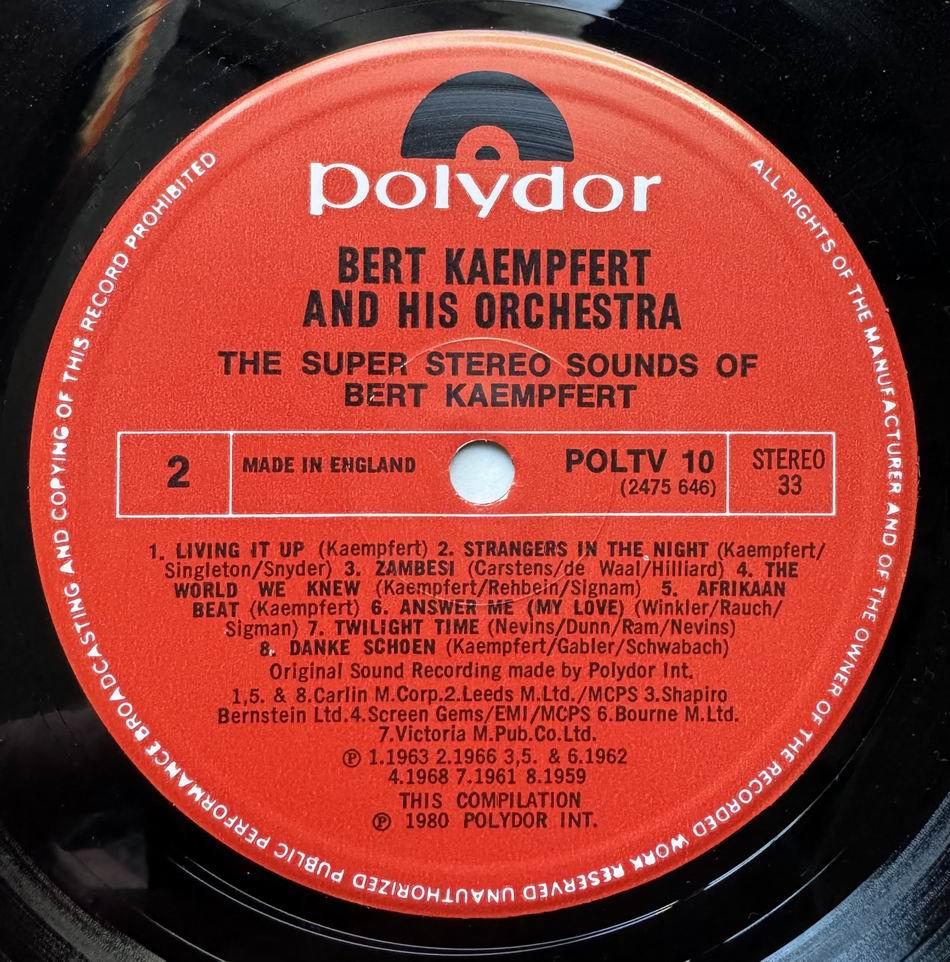 polydor
BERT KAEMPFERT
AND HIS ORCHESTRA
THE SUPER STEREO SOUNDS OF
BERT KAEMPFERT
2
MADE IN ENGLAND
POLTV 10
(2475 646)
STEREO
33
1. LIVING IT UP (Kaempfert) 2. STRANGERS IN THE NIGHT (Kaempfert/
Singleton/Snyder) 3. ZAMBESI (Carstens/de Waal/Hilliard) 4. THE
WORLD WE KNEW (Kaempfert/Rehbein/Signam) 5. AFRIKAAN
BEAT (Kaempfert) 6. ANSWER ME (MY LOVE) (Winkler/Rauch/
Sigman) 7. TWILIGHT TIME (Nevins/Dunn/Ram/Nevins)
8. DANKE SCHOEN (Kaempfert/Gabler/Schwabach)
Original Sound Recording made by Polydor Int.
1,5. & 8.Carlin M.Corp.2.Leeds M.Ltd./MCPS 3.Shapiro
Bernstein Ltd.4.Screen Gems/EMI/MCPS 6.Bourne M.Ltd.
7.Victoria M.Pub.Co.Ltd.
℗ 1.1963 2.1966 3,5. & 6.1962
4.1968 7.1961 8.1959
THIS COMPILATION
℗ 1980 POLYDOR INT.
ALL RIGHTS OF THE MANUFACTURER AND OF THE OWNER OF THE RECORDED WORK RESERVED UNAUTHORIZED PUBLIC PERFORMANCE BROADCASTING AND COPYING OF THIS RECORD PROHIBITED